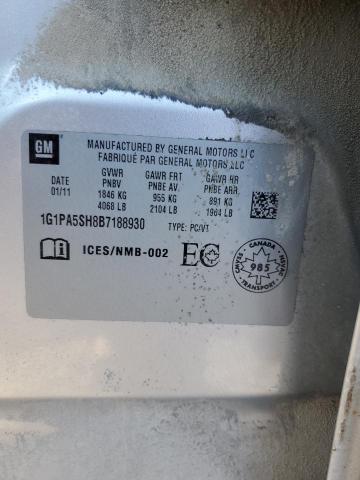 GM
MANUFACTURED BY GENERAL MOTORS LLC
FABRIQUÉ PAR GENERAL MOTORS LLC
DATE GVWR GAWR FRT GAWR RR
01/11 PNBV PNBE AV. PNBE ARR.
1846 KG 955 KG 891 KG
4068 LB 2104 LB 1964 LB
1G1PA5SH8B7188930 TYPE: PC/VT
ICES/NMB-002 EC
CANADA
985